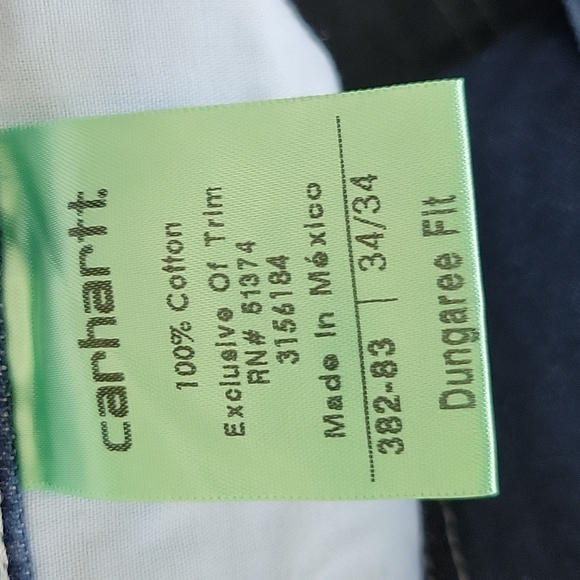 carhartt.
100% Cotton
Exclusive Of Trim
RN# 51374
3156184
Made In México
382-83 | 34/34
Dungaree Fit